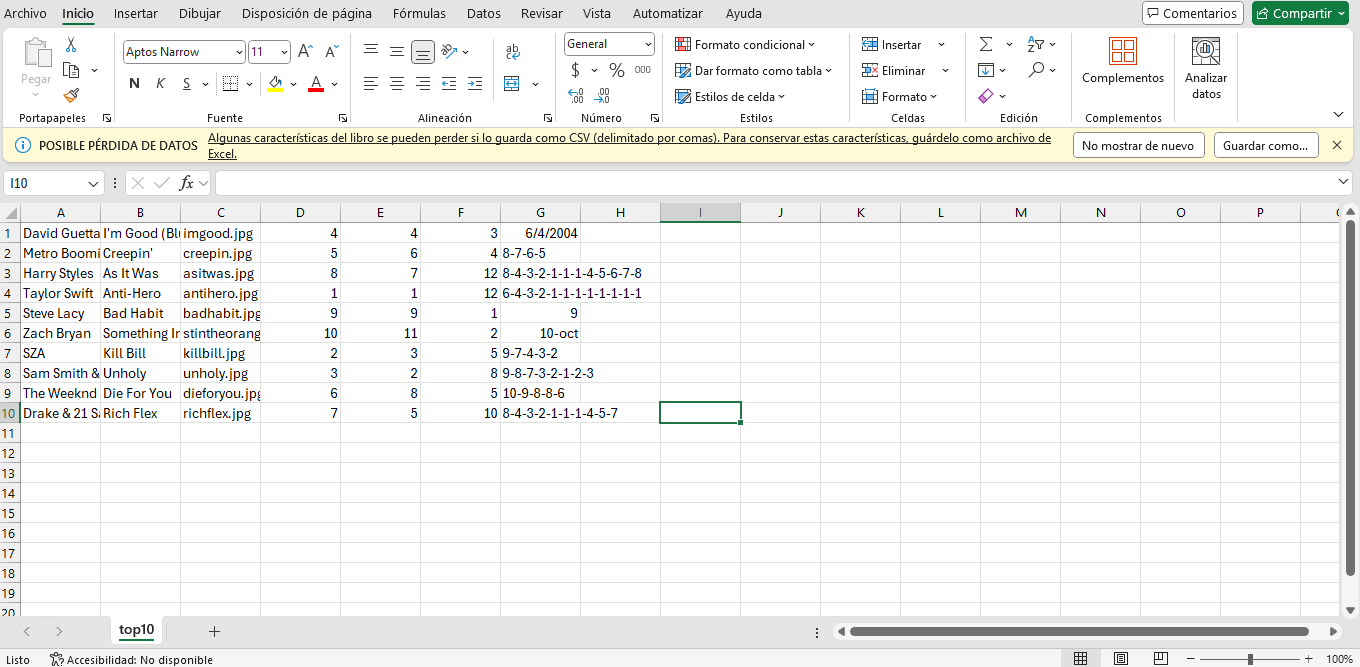 Archivo Inicio Insertar Dibujar Disposición de página Fórmulas Datos Revisar Vista Automatizar Ayuda Comentarios Compartir
Pegar
Portapapeles
Aptos Narrow 11 A A
N K S A
Fuente
ab
Alineación
General
$ % 000
Número
Formato condicional
Dar formato como tabla
Estilos de celda
Estilos
Insertar
Eliminar
Formato
Celdas
Edición
Complementos
Complementos
Analizar
datos
POSIBLE PÉRDIDA DE DATOS Algunas características del libro se pueden perder si lo guarda como CSV (delimitado por comas). Para conservar estas características, guárdelo como archivo de
Excel.
No mostrar de nuevo Guardar como...
I10 fx
A B C D E F G H I J K L M N O P
1 David Guetta I'm Good (Blu imgood.jpg 4 4 3 6/4/2004
2 Metro Boomi Creepin' creepin.jpg 5 6 4 8-7-6-5
3 Harry Styles As It Was asitwas.jpg 8 7 12 8-4-3-2-1-1-1-4-5-6-7-8
4 Taylor Swift Anti-Hero antihero.jpg 1 1 12 6-4-3-2-1-1-1-1-1-1-1-1
5 Steve Lacy Bad Habit badhabit.jpg 9 9 1 9
6 Zach Bryan Something In stintheorang 10 11 2 10-oct
7 SZA Kill Bill killbill.jpg 2 3 5 9-7-4-3-2
8 Sam Smith & Unholy unholy.jpg 3 2 8 9-8-7-3-2-1-2-3
9 The Weeknd Die For You dieforyou.jpg 6 8 5 10-9-8-8-6
10 Drake & 21 Sa Rich Flex richflex.jpg 7 5 10 8-4-3-2-1-1-1-4-5-7
11
12
13
14
15
16
17
18
19
20
top10
Listo Accesibilidad: No disponible 100%